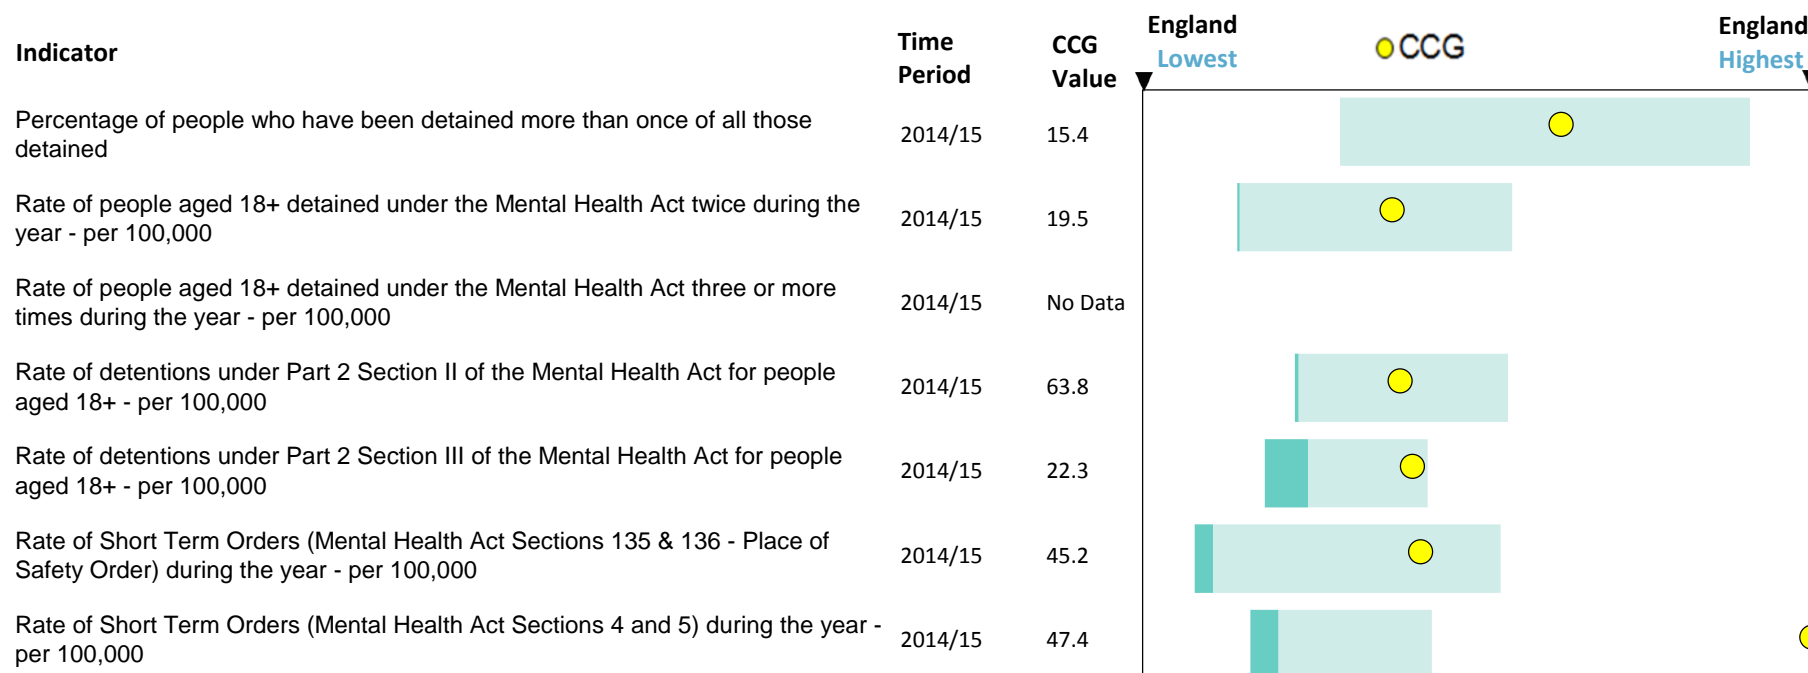 Indicator
Time
Period
CCG
Value
England
Lowest
CCG
England
Highest
Percentage of people who have been detained more than once of all those
detained
2014/15
15.4
Rate of people aged 18+ detained under the Mental Health Act twice during the
year - per 100,000
2014/15
19.5
Rate of people aged 18+ detained under the Mental Health Act three or more
times during the year - per 100,000
2014/15
No Data
Rate of detentions under Part 2 Section II of the Mental Health Act for people
aged 18+ - per 100,000
2014/15
63.8
Rate of detentions under Part 2 Section III of the Mental Health Act for people
aged 18+ - per 100,000
2014/15
22.3
Rate of Short Term Orders (Mental Health Act Sections 135 & 136 - Place of
Safety Order) during the year - per 100,000
2014/15
45.2
Rate of Short Term Orders (Mental Health Act Sections 4 and 5) during the year -
per 100,000
2014/15
47.4